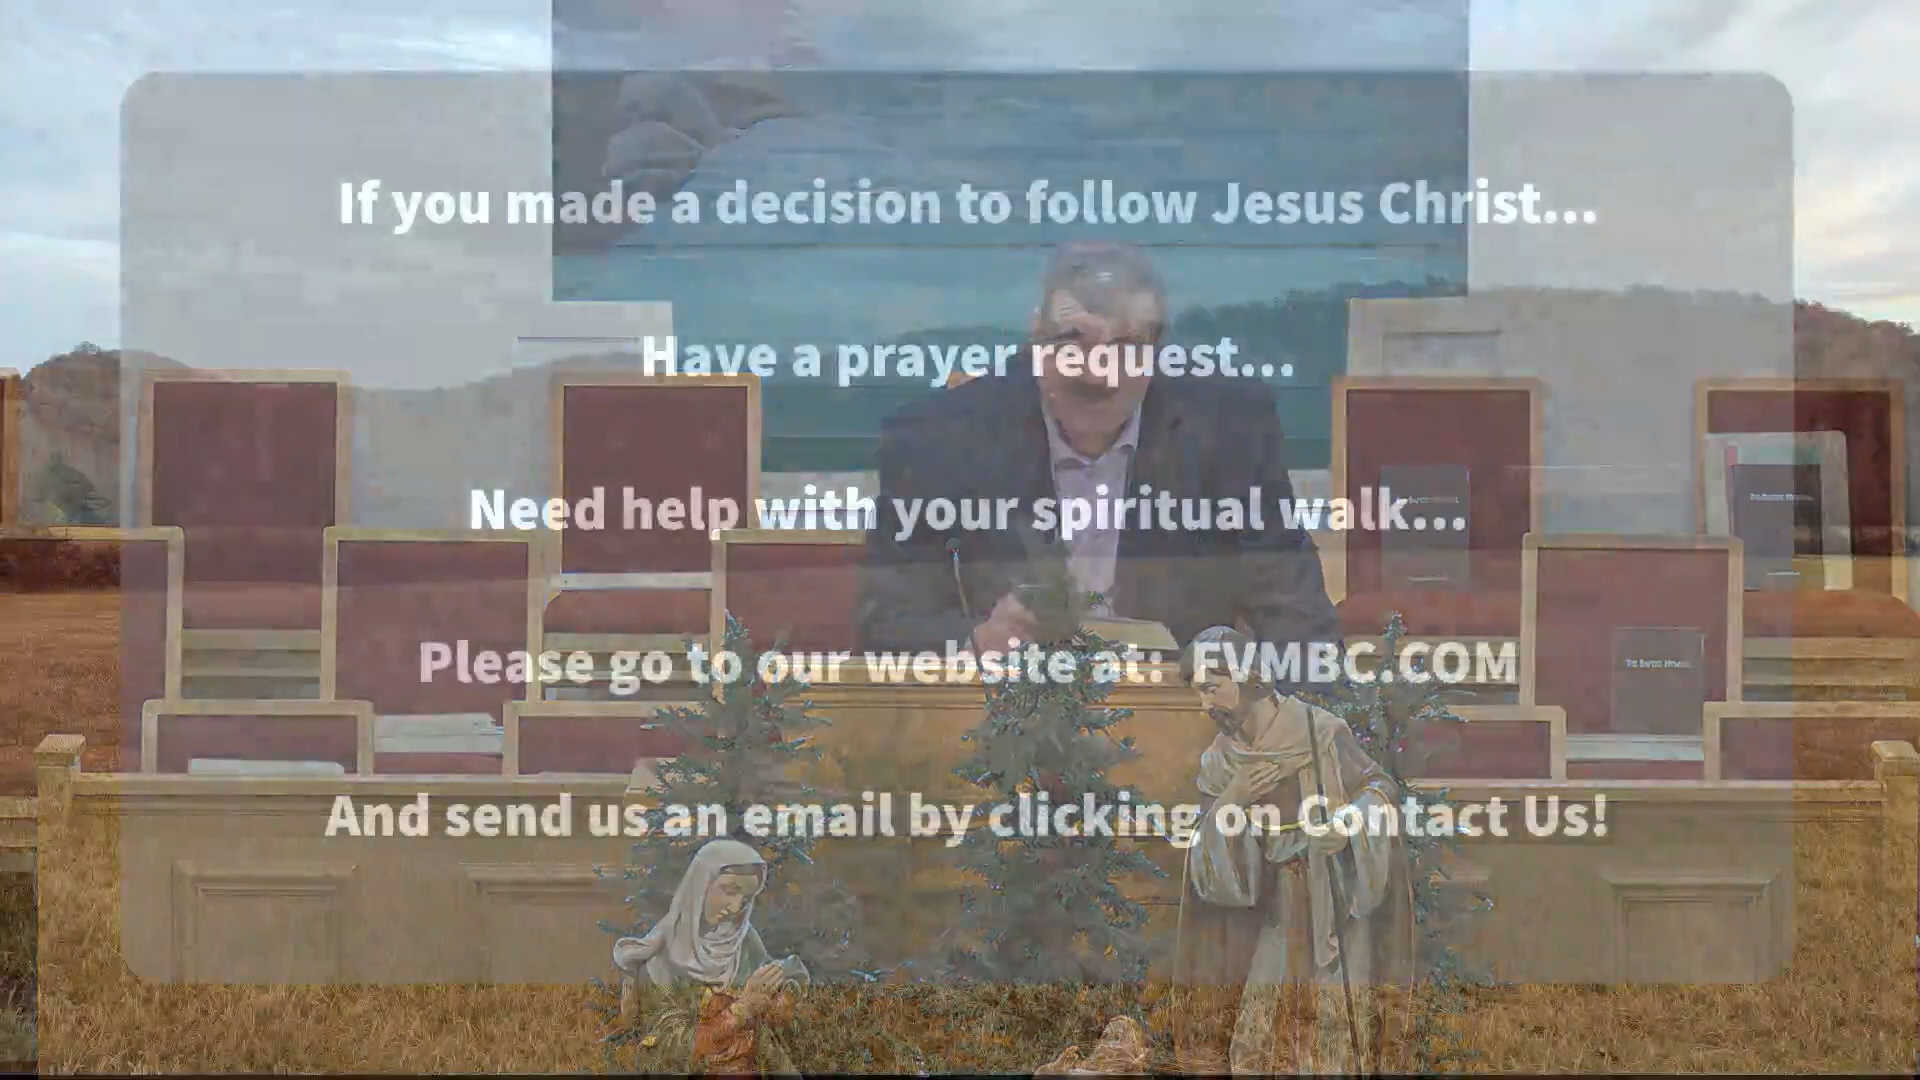 If you made a decision to follow Jesus Christ...
Have a prayer request...
Need help with your spiritual walk...
Please go to our website at: FVMBC.COM
And send us an email by clicking on Contact Us!